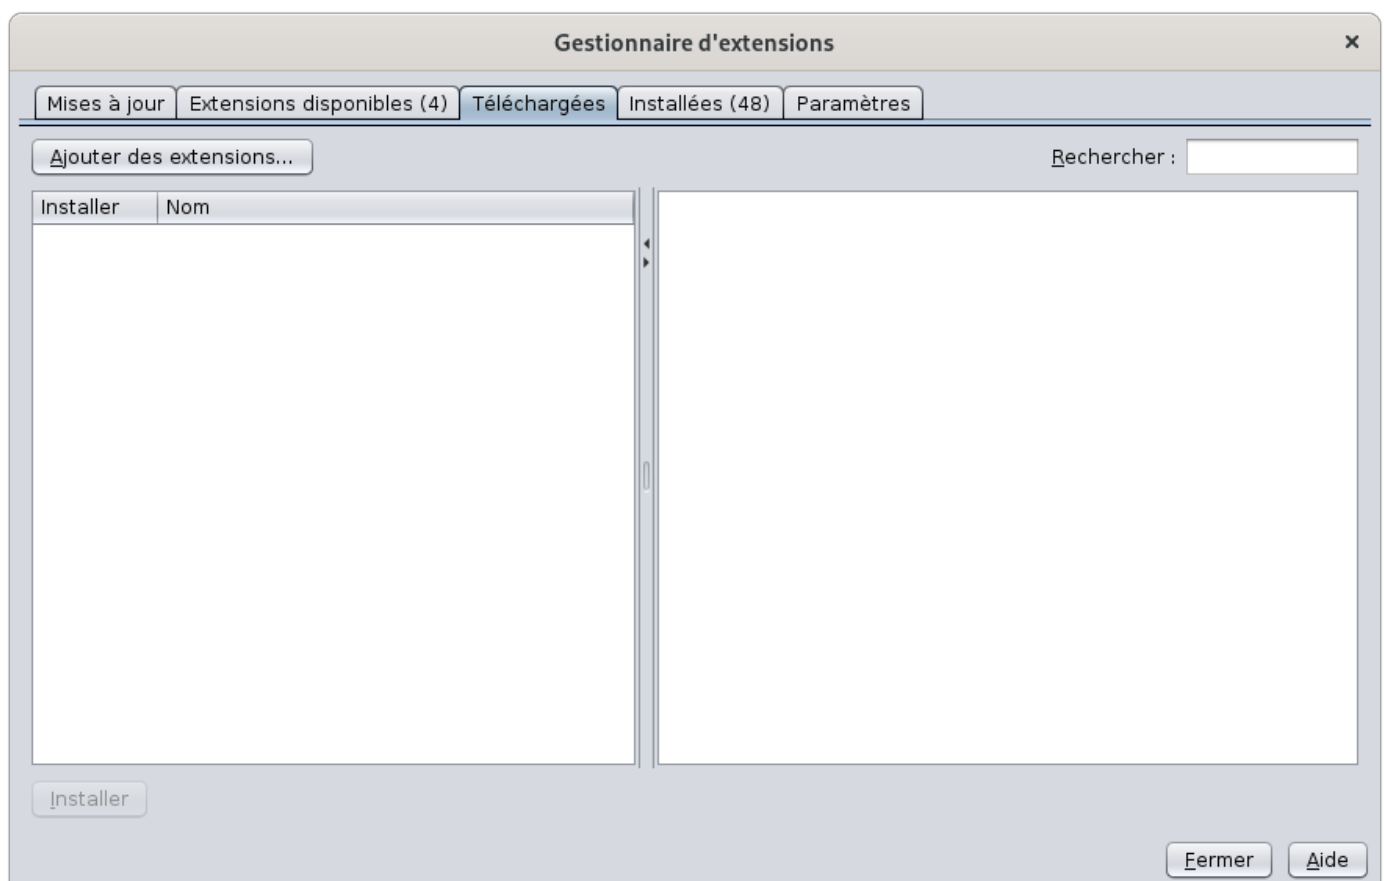 Gestionnaire d'extensions
Mises à jour Extensions disponibles (4) Téléchargées Installées (48) Paramètres
Ajouter des extensions... Rechercher :
Installer Nom
Installer
Fermer Aide